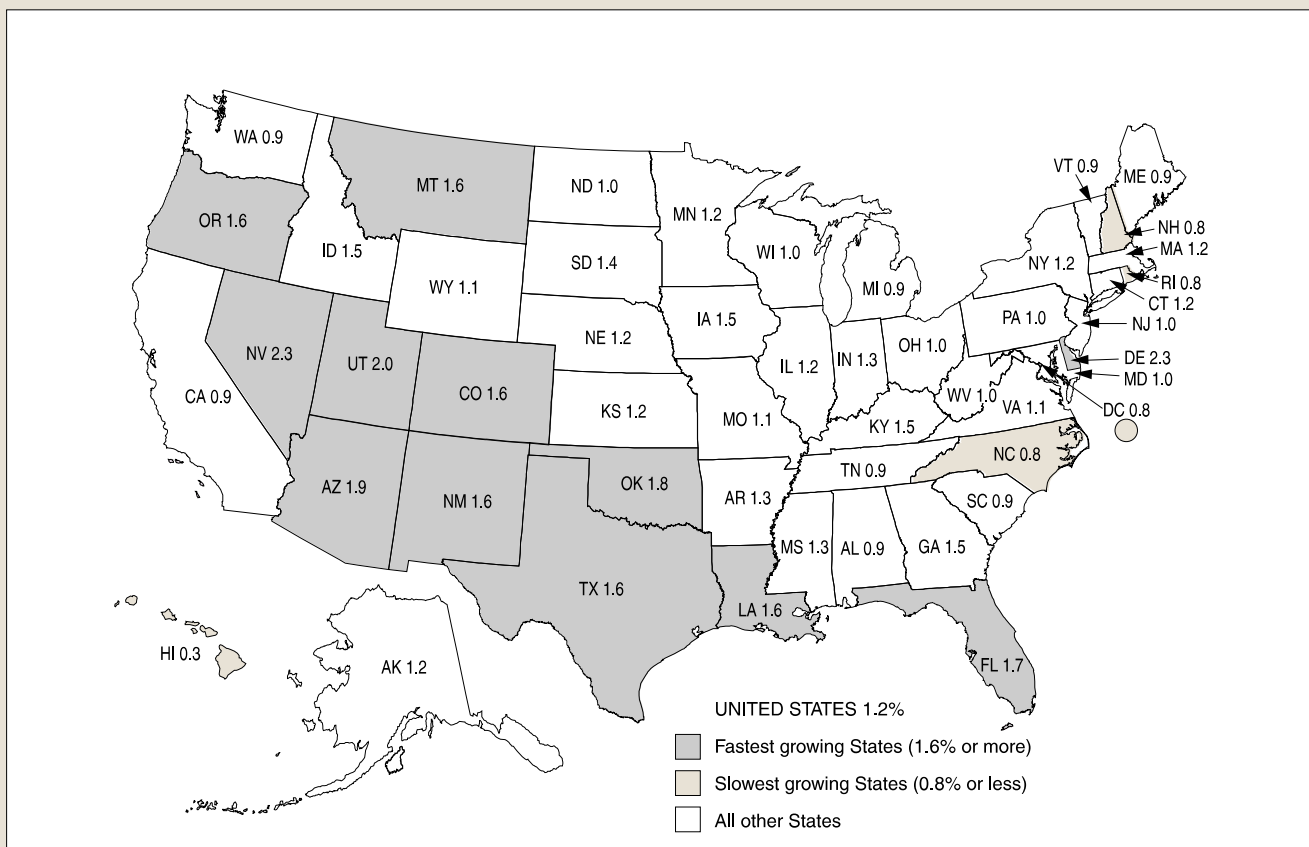 WA 0.9
MT 1.6
ND 1.0
MN 1.2
VT 0.9
ME 0.9
OR 1.6
ID 1.5
SD 1.4
WI 1.0
NY 1.2
NH 0.8
MA 1.2
WY 1.1
MI 0.9
RI 0.8
CT 1.2
NJ 1.0
NE 1.2
IA 1.5
PA 1.0
NV 2.3
UT 2.0
CO 1.6
IL 1.2
IN 1.3
OH 1.0
DE 2.3
MD 1.0
CA 0.9
KS 1.2
MO 1.1
WV 1.0
VA 1.1
DC 0.8
KY 1.5
NC 0.8
AZ 1.9
NM 1.6
OK 1.8
AR 1.3
TN 0.9
SC 0.9
MS 1.3
AL 0.9
GA 1.5
TX 1.6
LA 1.6
HI 0.3
AK 1.2
FL 1.7
UNITED STATES 1.2%
Fastest growing States (1.6% or more)
Slowest growing States (0.8% or less)
All other States